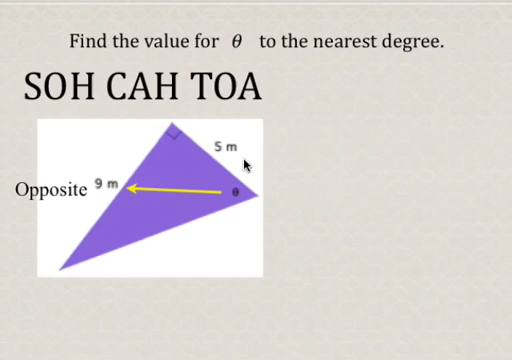 Find the value for θ to the nearest degree.
SOH CAH TOA
5 m
Opposite 9 m
θ